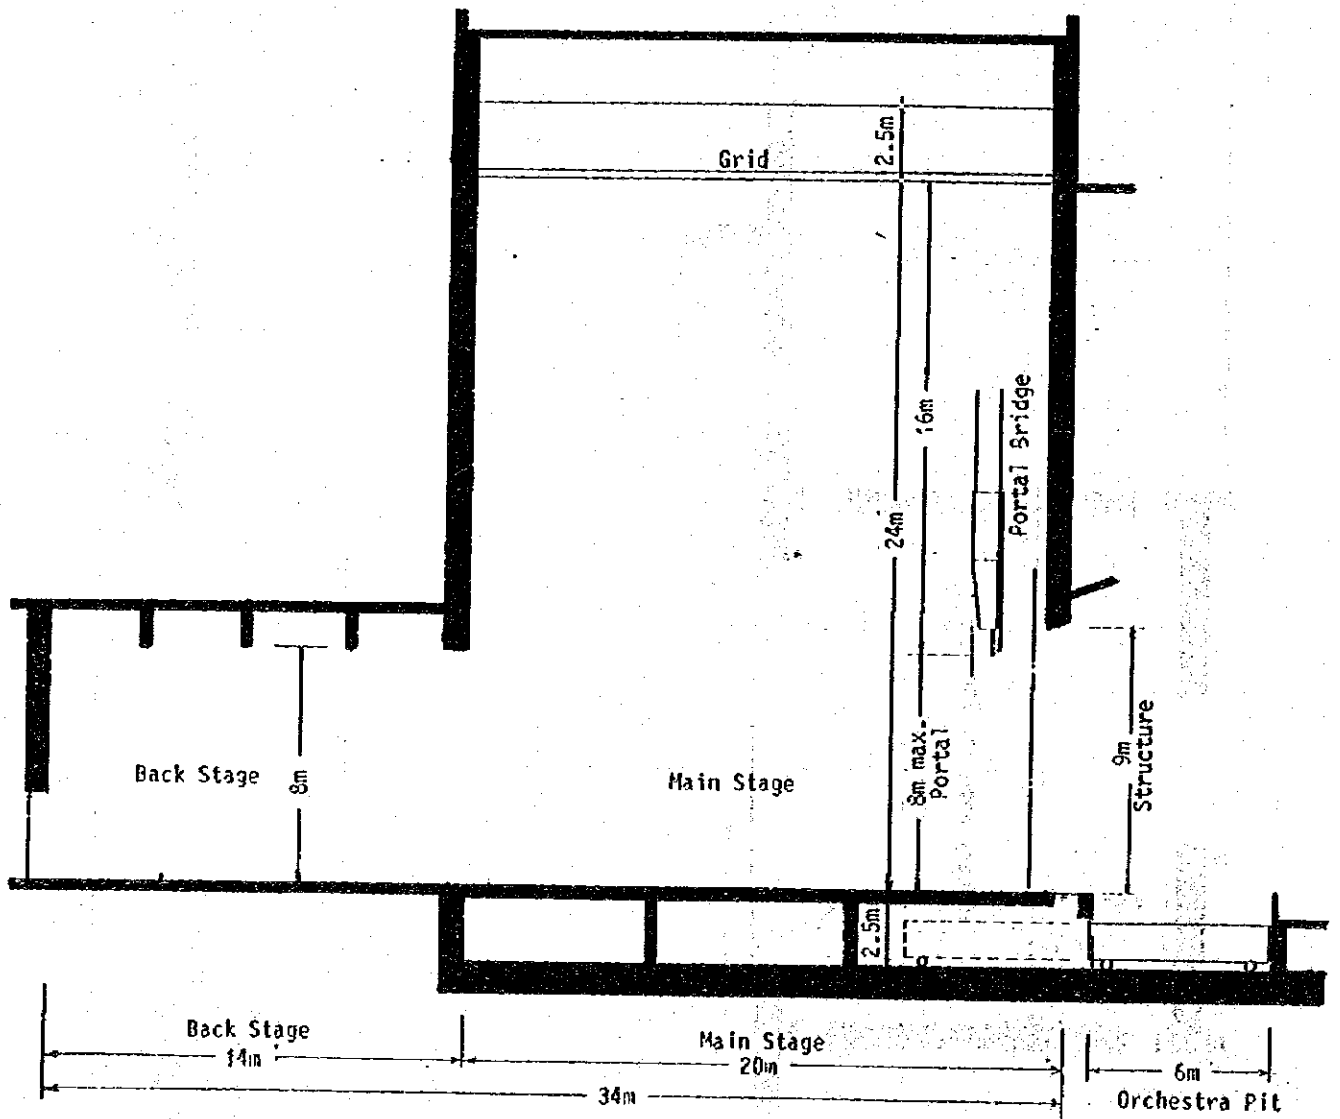 2.5m
Grid
16m
Portal Bridge
24m
Back Stage
8m
Main Stage
8m max.
Portal
9m
Structure
2.5m
Back Stage
14m
Main Stage
20m
6m
34m
Orchestra Pit